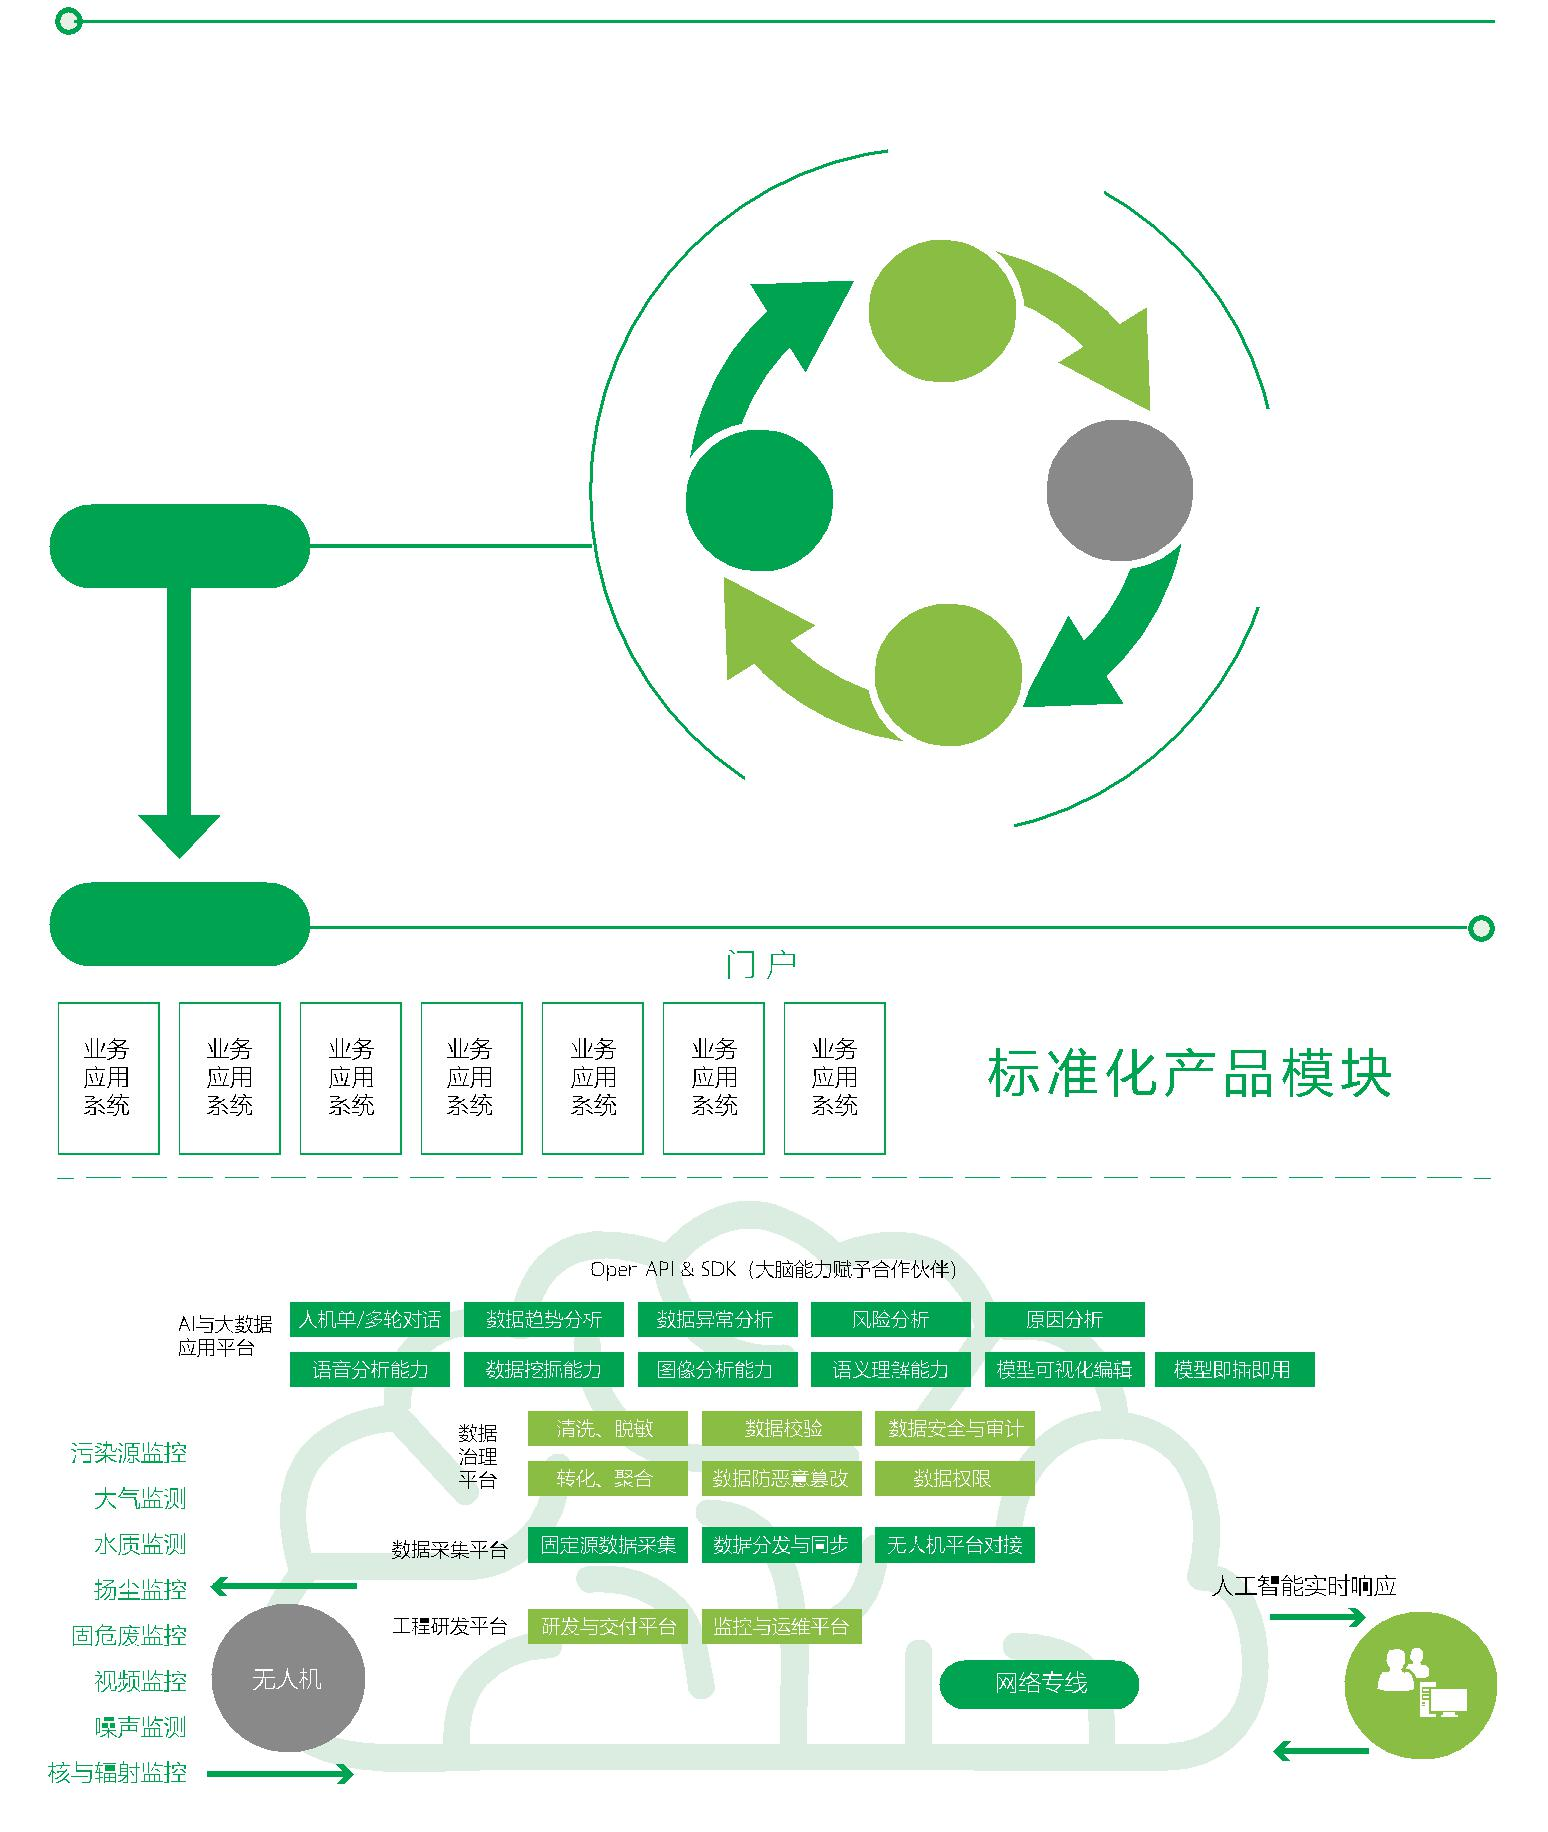 门户
业务
应用
系统
业务
应用
系统
业务
应用
系统
业务
应用
系统
业务
应用
系统
业务
应用
系统
业务
应用
系统
标准化产品模块
Open API & SDK（大脑能力赋予合作伙伴）
AI与大数据
应用平台
人机单/多轮对话
数据趋势分析
数据异常分析
风险分析
原因分析
语音分析能力
数据挖掘能力
图像分析能力
语义理解能力
模型可视化编辑
模型即插即用
数据
治理
平台
清洗、脱敏
数据校验
数据安全与审计
转化、聚合
数据防恶意篡改
数据权限
数据采集平台
固定源数据采集
数据分发与同步
无人机平台对接
工程研发平台
研发与交付平台
监控与运维平台
污染源监控
大气监测
水质监测
扬尘监控
固危废监控
视频监控
噪声监测
核与辐射监控
无人机
网络专线
人工智能实时响应